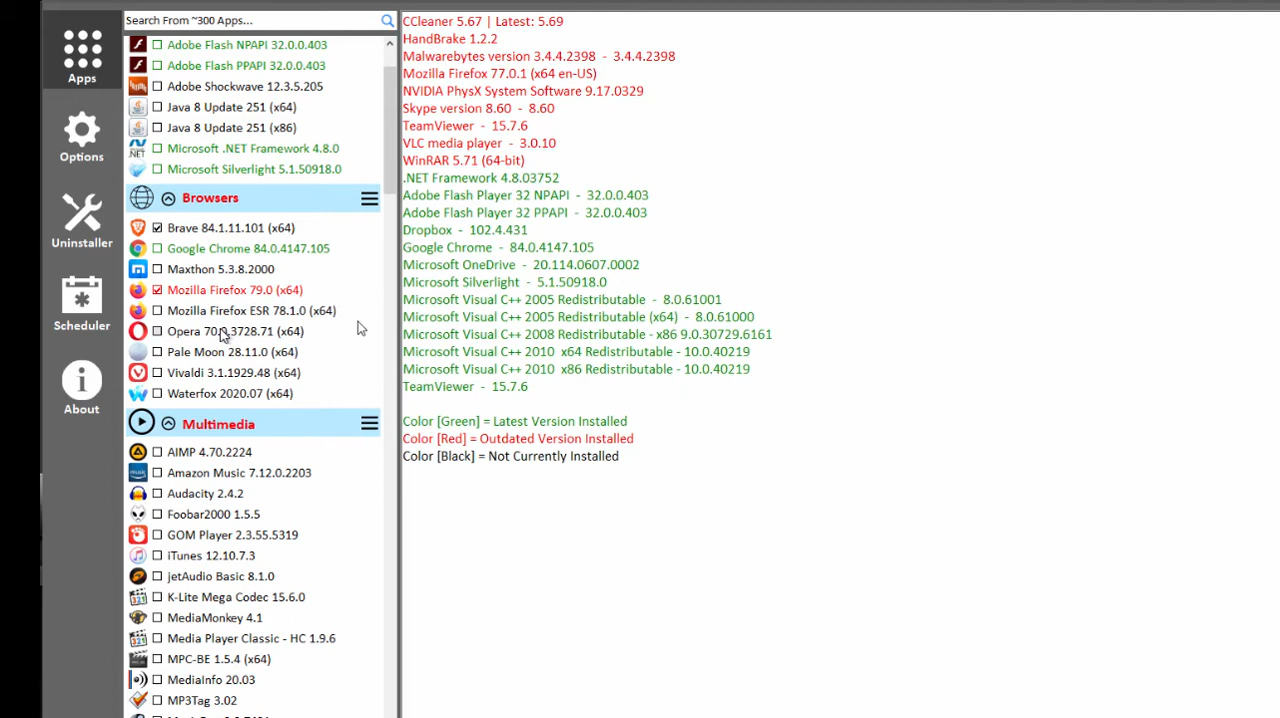 Search From ~300 Apps...
Apps
Options
Uninstaller
Scheduler
About
Adobe Flash NPAPI 32.0.0.403
Adobe Flash PPAPI 32.0.0.403
Adobe Shockwave 12.3.5.205
Java 8 Update 251 (x64)
Java 8 Update 251 (x86)
Microsoft .NET Framework 4.8.0
Microsoft Silverlight 5.1.50918.0
Browsers
Brave 84.1.11.101 (x64)
Google Chrome 84.0.4147.105
Maxthon 5.3.8.2000
Mozilla Firefox 79.0 (x64)
Mozilla Firefox ESR 78.1.0 (x64)
Opera 70.0.3728.71 (x64)
Pale Moon 28.11.0 (x64)
Vivaldi 3.1.1929.48 (x64)
Waterfox 2020.07 (x64)
Multimedia
AIMP 4.70.2224
Amazon Music 7.12.0.2203
Audacity 2.4.2
Foobar2000 1.5.5
GOM Player 2.3.55.5319
iTunes 12.10.7.3
jetAudio Basic 8.1.0
K-Lite Mega Codec 15.6.0
MediaMonkey 4.1
Media Player Classic - HC 1.9.6
MPC-BE 1.5.4 (x64)
MediaInfo 20.03
MP3Tag 3.02
CCleaner 5.67 | Latest: 5.69
HandBrake 1.2.2
Malwarebytes version 3.4.4.2398 - 3.4.4.2398
Mozilla Firefox 77.0.1 (x64 en-US)
NVIDIA PhysX System Software 9.17.0329
Skype version 8.60 - 8.60
TeamViewer - 15.7.6
VLC media player - 3.0.10
WinRAR 5.71 (64-bit)
.NET Framework 4.8.03752
Adobe Flash Player 32 NPAPI - 32.0.0.403
Adobe Flash Player 32 PPAPI - 32.0.0.403
Dropbox - 102.4.431
Google Chrome - 84.0.4147.105
Microsoft OneDrive - 20.114.0607.0002
Microsoft Silverlight - 5.1.50918.0
Microsoft Visual C++ 2005 Redistributable - 8.0.61001
Microsoft Visual C++ 2005 Redistributable (x64) - 8.0.61000
Microsoft Visual C++ 2008 Redistributable - x86 9.0.30729.6161
Microsoft Visual C++ 2010 x64 Redistributable - 10.0.40219
Microsoft Visual C++ 2010 x86 Redistributable - 10.0.40219
TeamViewer - 15.7.6
Color [Green] = Latest Version Installed
Color [Red] = Outdated Version Installed
Color [Black] = Not Currently Installed